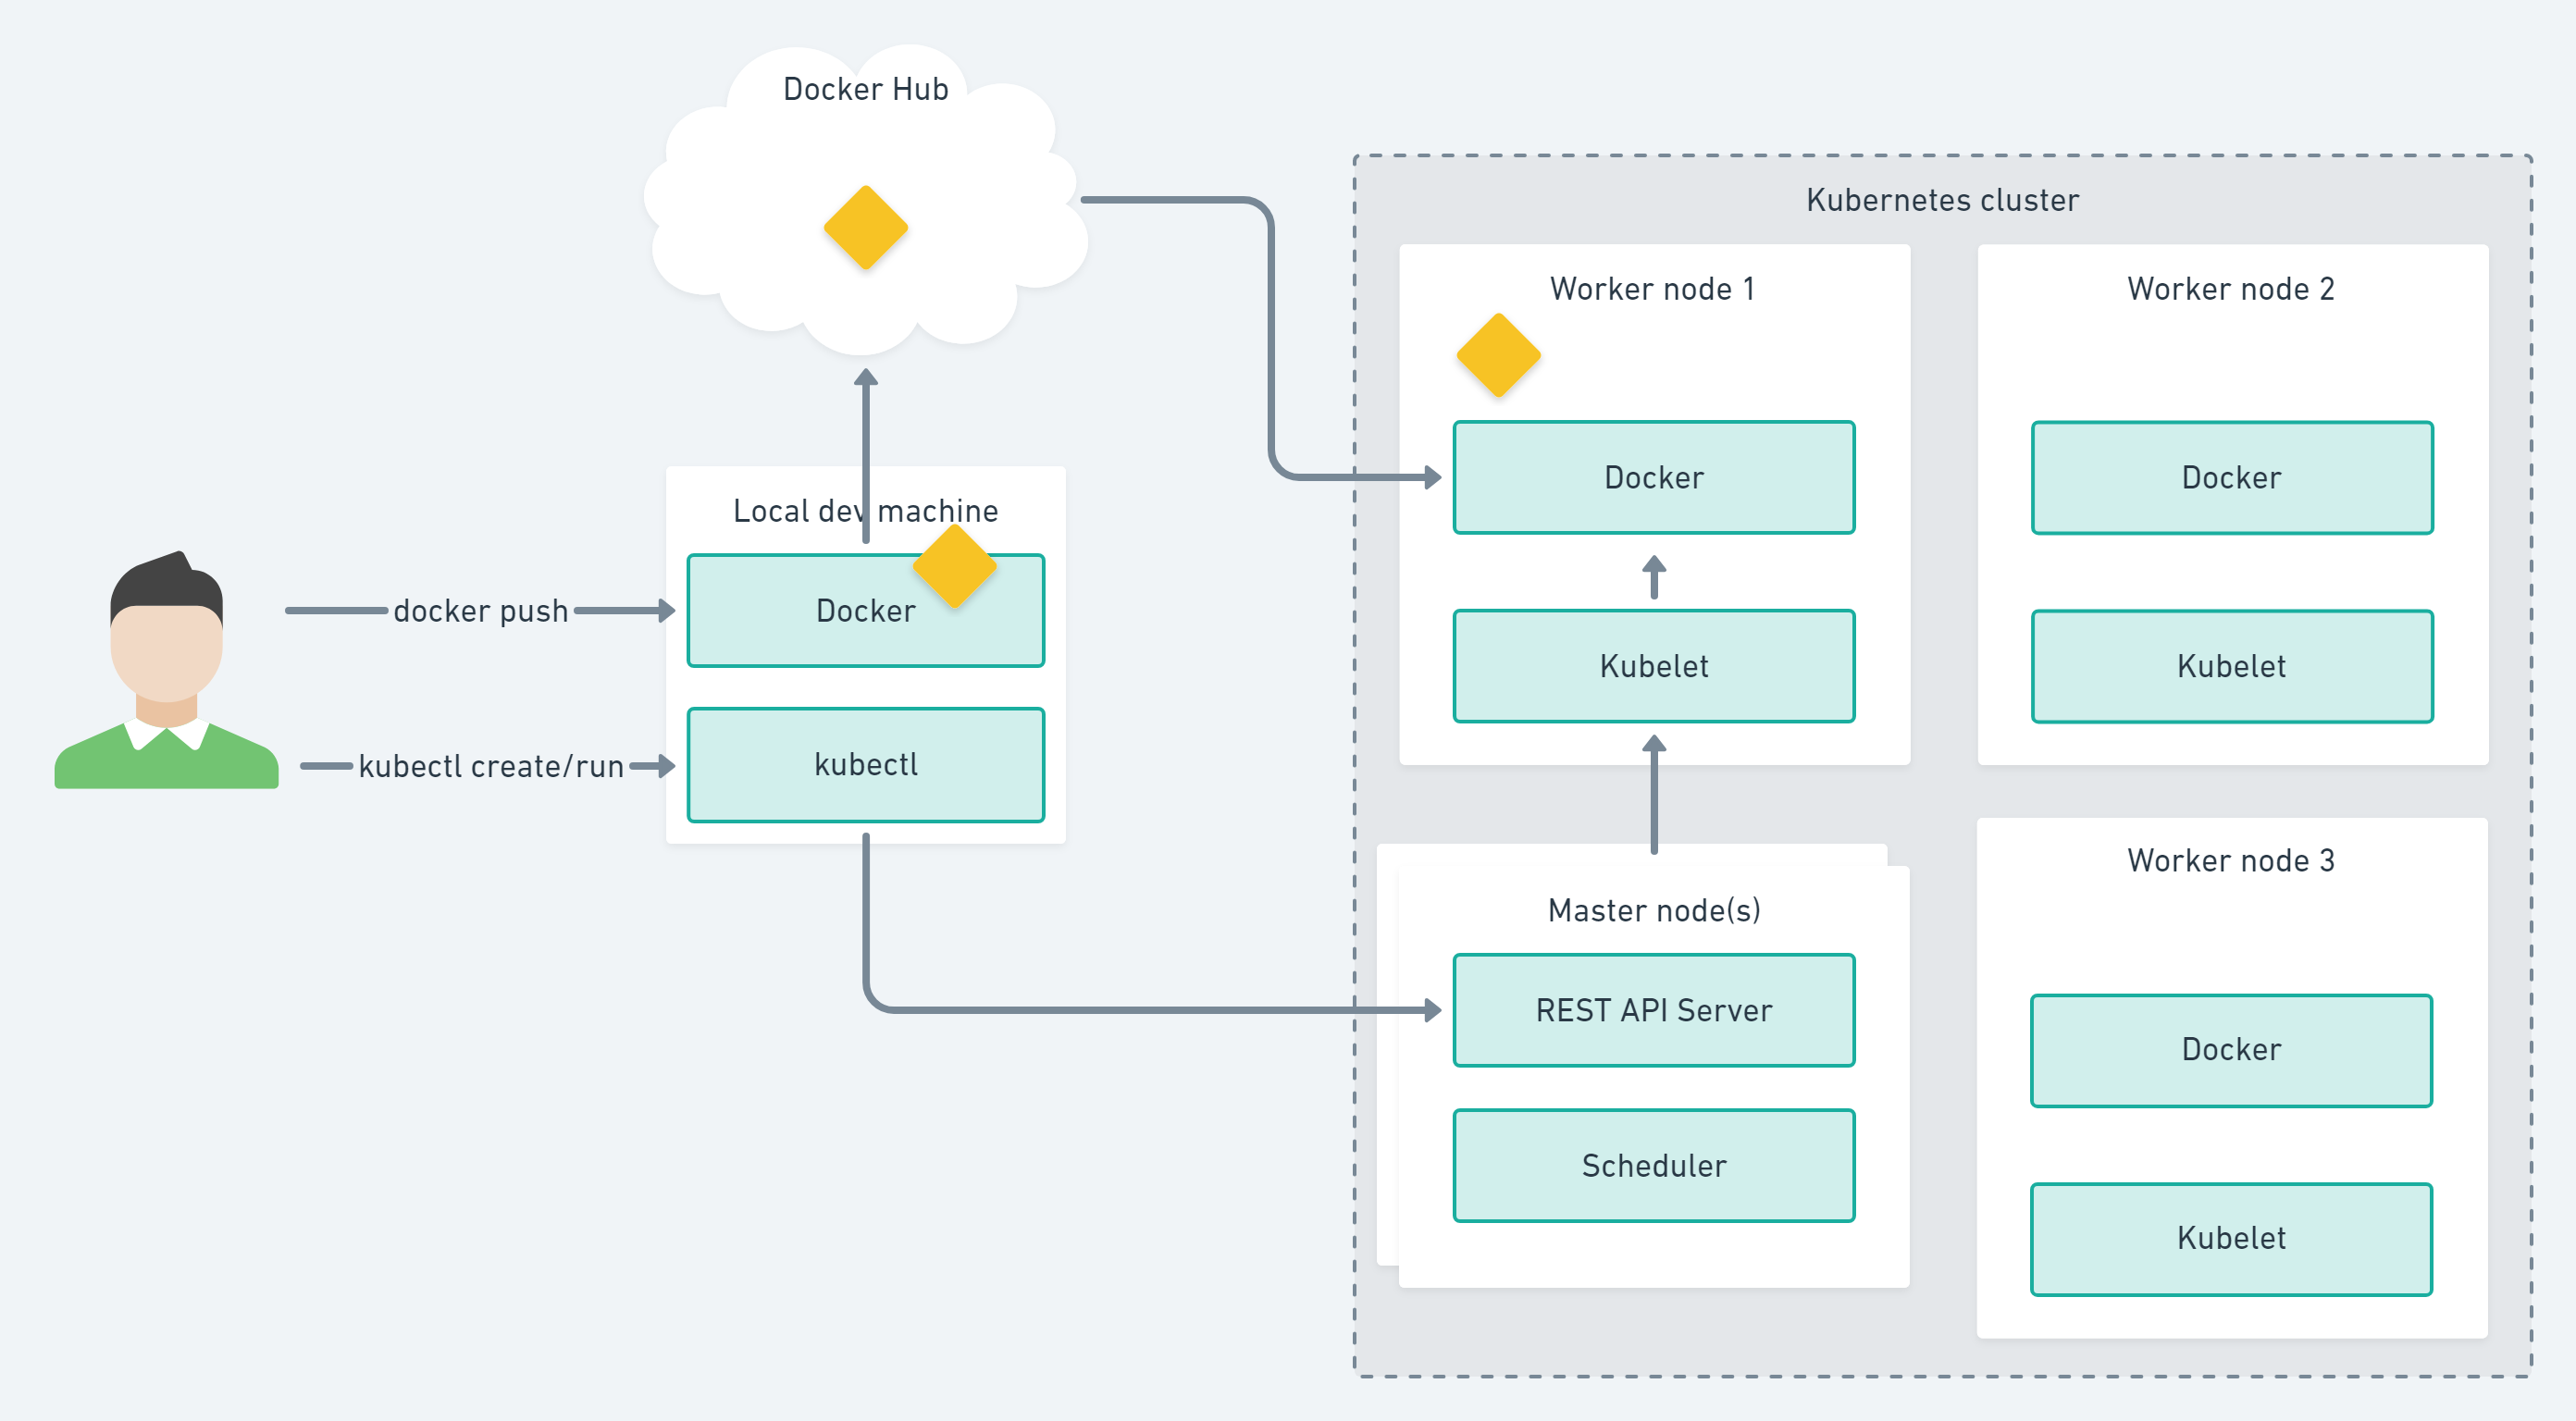 Docker Hub
Kubernetes cluster
Worker node 1
Docker
Kubelet
Worker node 2
Docker
Kubelet
Local dev machine
docker push
Docker
kubectl create/run
kubectl
Master node(s)
REST API Server
Scheduler
Worker node 3
Docker
Kubelet